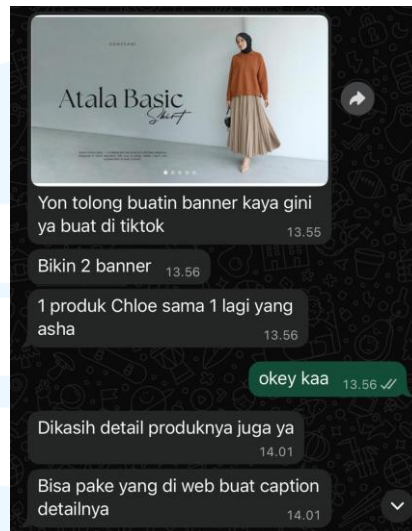 Atala Basic
Skirt
Yon tolong buatin banner kaya gini
ya buat di tiktok
13.55
Bikin 2 banner 13.56
1 produk Chloe sama 1 lagi yang
asha
13.56
okey kaa 13.56
Dikasih detail produknya juga ya
14.01
Bisa pake yang di web buat caption
detailnya
14.01